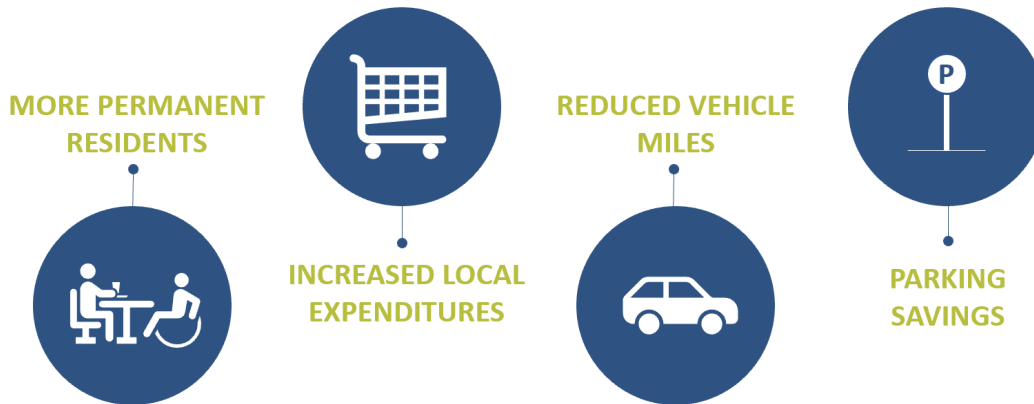 MORE PERMANENT
RESIDENTS
INCREASED LOCAL
EXPENDITURES
REDUCED VEHICLE
MILES
P
PARKING
SAVINGS